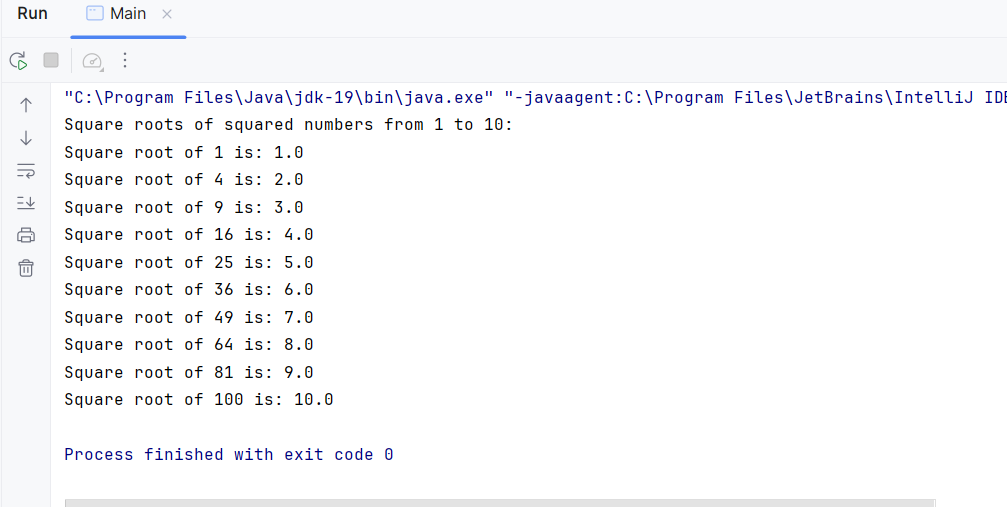 Run Main
"C:\Program Files\Java\jdk-19\bin\java.exe" "-javaagent:C:\Program Files\JetBrains\IntelliJ IDE
Square roots of squared numbers from 1 to 10:
Square root of 1 is: 1.0
Square root of 4 is: 2.0
Square root of 9 is: 3.0
Square root of 16 is: 4.0
Square root of 25 is: 5.0
Square root of 36 is: 6.0
Square root of 49 is: 7.0
Square root of 64 is: 8.0
Square root of 81 is: 9.0
Square root of 100 is: 10.0
Process finished with exit code 0